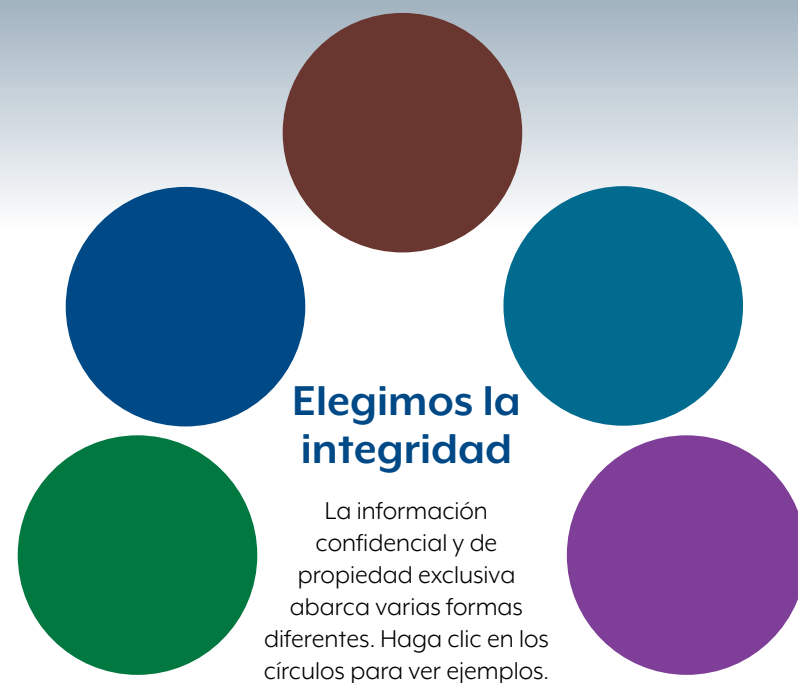 Elegimos la
integridad
La información
confidencial y de
propiedad exclusiva
abarca varias formas
diferentes. Haga clic en los
círculos para ver ejemplos.